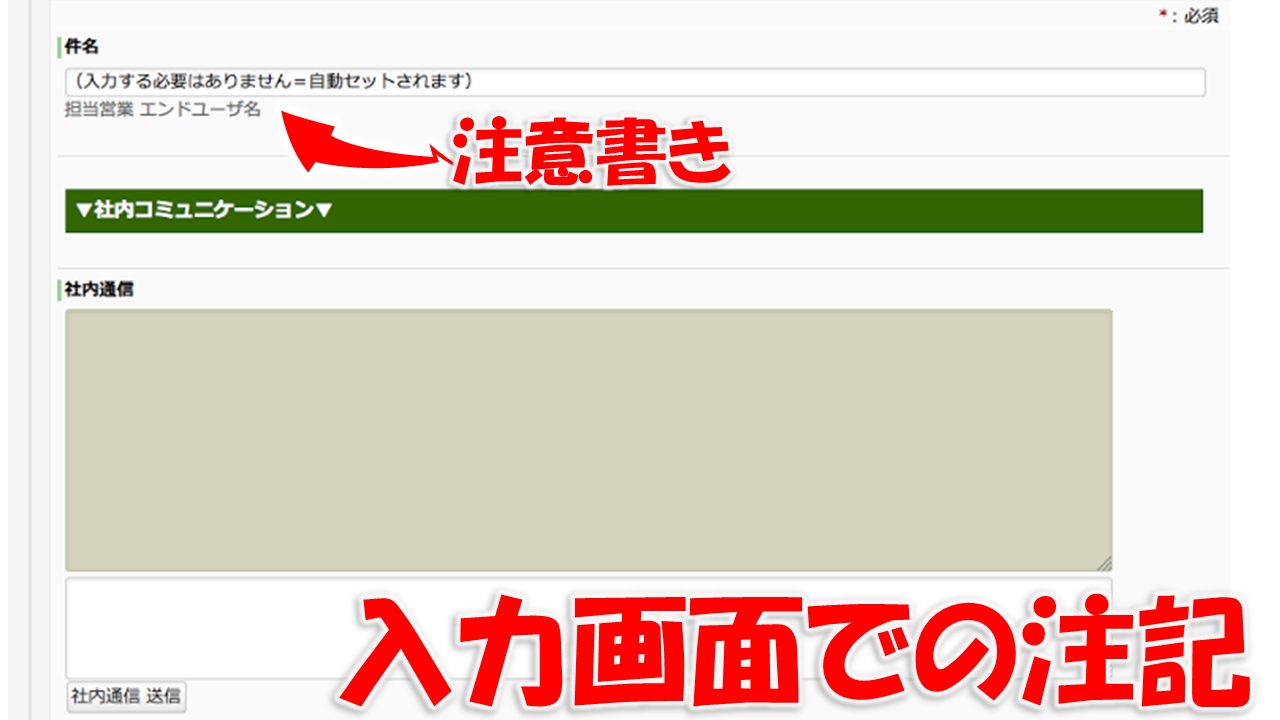 *：必須
件名
（入力する必要はありません＝自動セットされます）
担当営業 エンドユーザ名
注意書き
▼社内コミュニケーション▼
社内通信
入力画面での注記
社内通信 送信